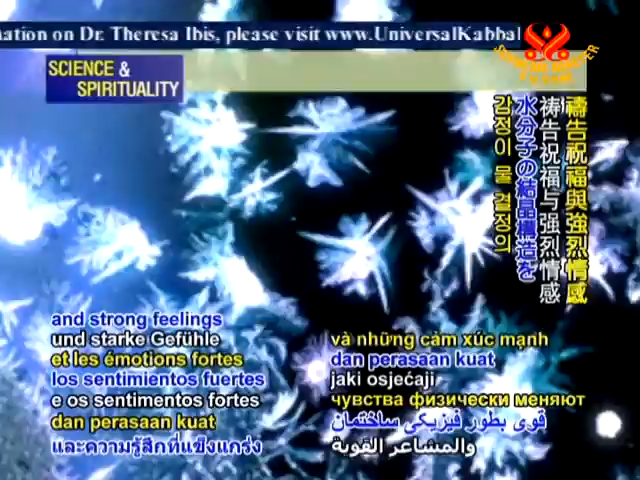 ation on Dr. Theresa Ibis, please visit www.UniversalKabbal
SCIENCE &
SPIRITUALITY
禱告祝福與強烈情感
祷告祝福与强烈情感
水分子の結晶構造を
감정이 물 결정의
and strong feelings
und starke Gefühle
et les émotions fortes
los sentimientos fuertes
e os sentimentos fortes
dan perasaan kuat
และความรู้สึกที่แข็งแกร่ง
và những cảm xúc mạnh
dan perasaan kuat
jaki osjećaji
чувства физически меняют
قوی بطور فیزیکی ساختمان
والمشاعر القوية